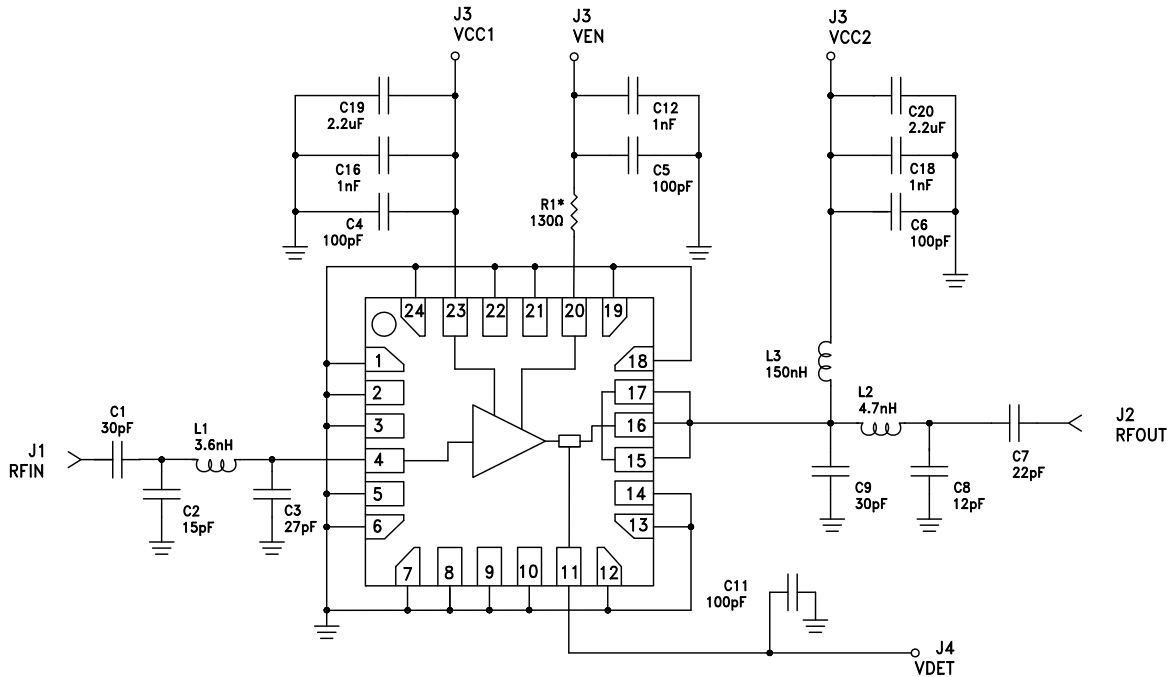 J3
VCC1
J3
VEN
J3
VCC2
C19
2.2uF
C12
1nF
C20
2.2uF
C16
1nF
C5
100pF
C18
1nF
C4
100pF
R1*
130Ω
C6
100pF
24
23
22
21
20
19
1
2
3
4
5
6
18
17
16
15
14
13
7
8
9
10
11
12
L3
150nH
L2
4.7nH
J2
RFOUT
C7
22pF
C9
30pF
C8
12pF
J1
RFIN
C1
30pF
L1
3.6nH
C2
15pF
C3
27pF
C11
100pF
J4
VDET